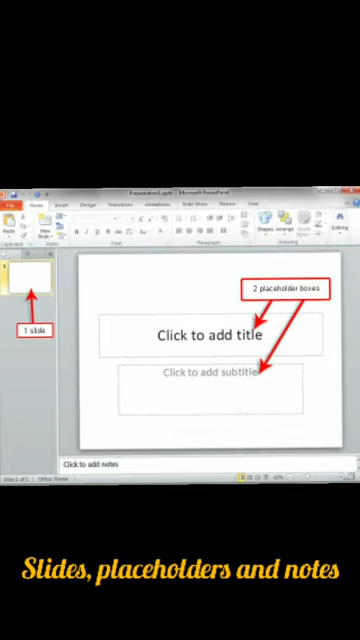 Presentation1.pptx - Microsoft PowerPoint
File Home Insert Design Transitions Animations Slide Show Review View
Paste New Slide Shapes Arrange Editing
Clipboard Slides Font Paragraph Drawing
1
2 placeholder boxes
1 slide
Click to add title
Click to add subtitle
Click to add notes
Slide 1 of 1 "Office Theme" 62%
Slides, placeholders and notes